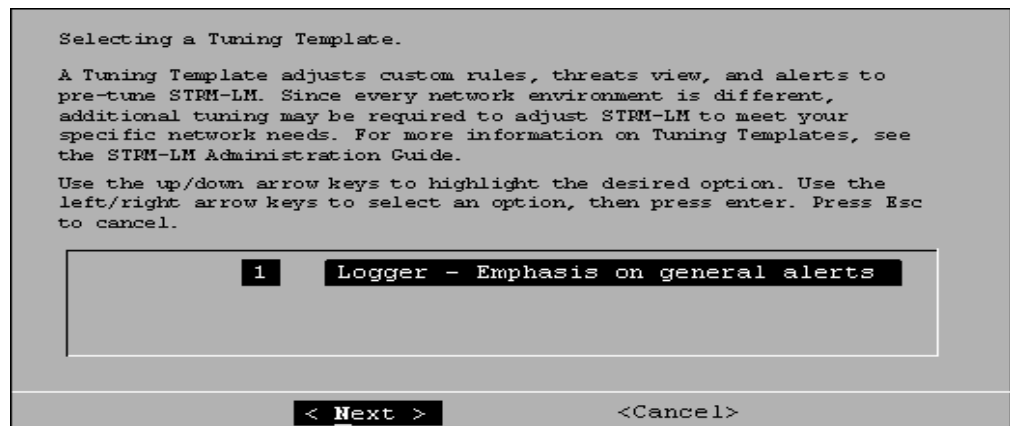 Selecting a Tuning Template.
A Tuning Template adjusts custom rules, threats view, and alerts to
pre-tune STRM-LM. Since every network environment is different,
additional tuning may be required to adjust STRM-LM to meet your
specific network needs. For more information on Tuning Templates, see
the STRM-LM Administration Guide.
Use the up/down arrow keys to highlight the desired option. Use the
left/right arrow keys to select an option, then press enter. Press Esc
to cancel.
1 Logger - Emphasis on general alerts
< Next > <Cancel>